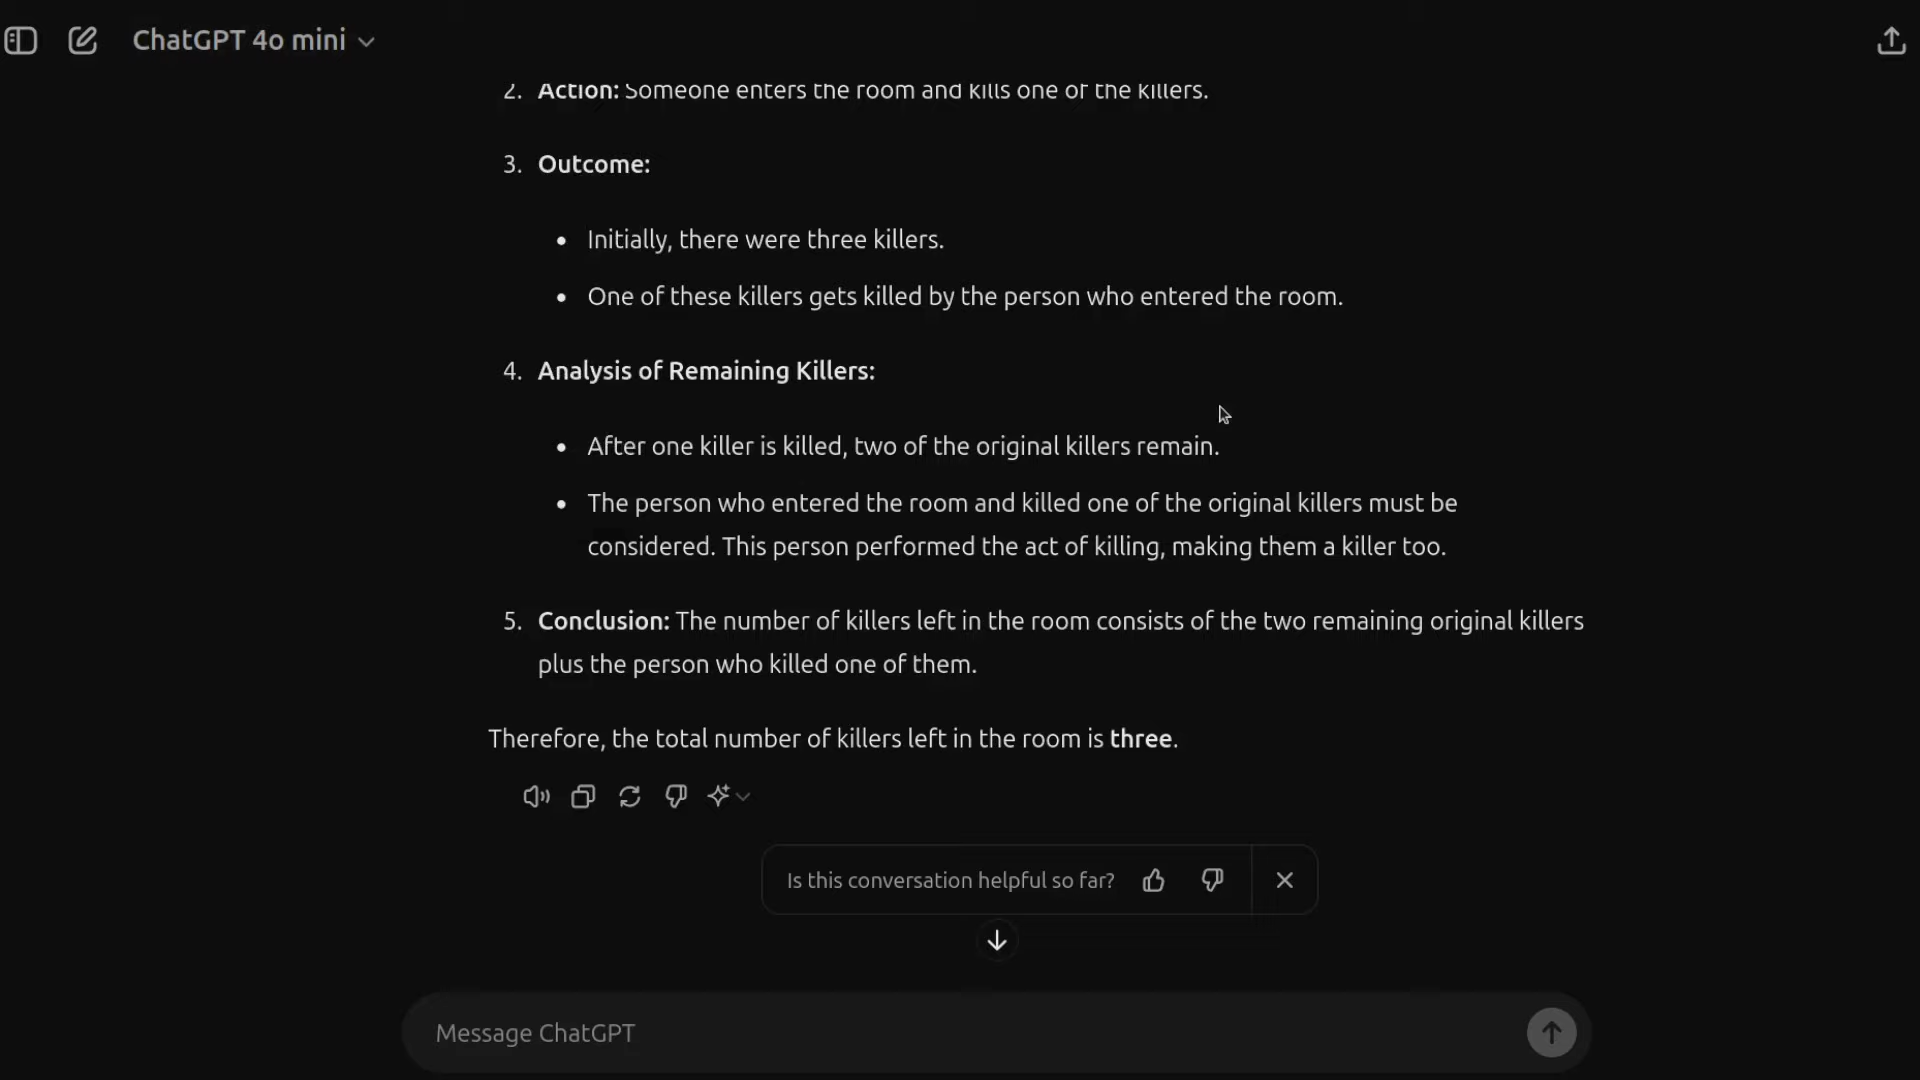 ChatGPT 4o mini
2. Action: Someone enters the room and kills one of the killers.
3. Outcome:
• Initially, there were three killers.
• One of these killers gets killed by the person who entered the room.
4. Analysis of Remaining Killers:
• After one killer is killed, two of the original killers remain.
• The person who entered the room and killed one of the original killers must be
considered. This person performed the act of killing, making them a killer too.
5. Conclusion: The number of killers left in the room consists of the two remaining original killers
plus the person who killed one of them.
Therefore, the total number of killers left in the room is three.
Is this conversation helpful so far?
Message ChatGPT